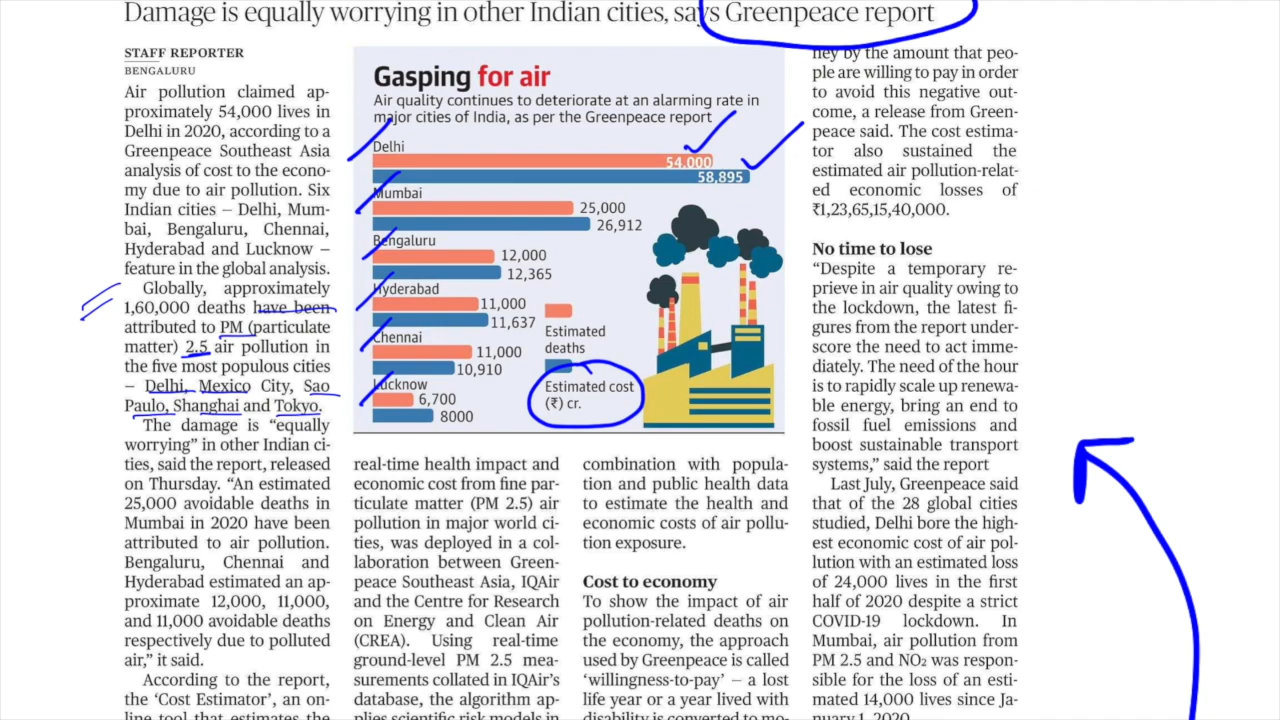 Damage is equally worrying in other Indian cities, says Greenpeace report
STAFF REPORTER
BENGALURU
Air pollution claimed ap-
proximately 54,000 lives in
Delhi in 2020, according to a
Greenpeace Southeast Asia
analysis of cost to the econo-
my due to air pollution. Six
Indian cities – Delhi, Mum-
bai, Bengaluru, Chennai,
Hyderabad and Lucknow –
feature in the global analysis.
Globally, approximately
1,60,000 deaths have been
attributed to PM (particulate
matter) 2.5 air pollution in
the five most populous cities
– Delhi, Mexico City, Sao
Paulo, Shanghai and Tokyo.
The damage is “equally
worrying” in other Indian ci-
ties, said the report, released
on Thursday. “An estimated
25,000 avoidable deaths in
Mumbai in 2020 have been
attributed to air pollution.
Bengaluru, Chennai and
Hyderabad estimated an ap-
proximate 12,000, 11,000,
and 11,000 avoidable deaths
respectively due to polluted
air,” it said.
According to the report,
the ‘Cost Estimator’, an on-
line tool that estimates the
Gasping for air
Air quality continues to deteriorate at an alarming rate in
major cities of India, as per the Greenpeace report
Delhi
54,000
58,895
Mumbai
25,000
26,912
Bengaluru
12,000
12,365
Hyderabad
11,000
11,637
Chennai
11,000
10,910
Lucknow
6,700
8000
Estimated
deaths
Estimated cost
(₹) cr.
real-time health impact and
economic cost from fine par-
ticulate matter (PM 2.5) air
pollution in major world ci-
ties, was deployed in a col-
laboration between Green-
peace Southeast Asia, IQAir
and the Centre for Research
on Energy and Clean Air
(CREA). Using real-time
ground-level PM 2.5 mea-
surements collated in IQAir’s
database, the algorithm ap-
plies scientific risk models in
combination with popula-
tion and public health data
to estimate the health and
economic costs of air pollu-
tion exposure.
Cost to economy
To show the impact of air
pollution-related deaths on
the economy, the approach
used by Greenpeace is called
‘willingness-to-pay’ – a lost
life year or a year lived with
disability is converted to mo-
ney by the amount that peo-
ple are willing to pay in order
to avoid this negative out-
come, a release from Green-
peace said. The cost estima-
tor also sustained the
estimated air pollution-relat-
ed economic losses of
₹1,23,65,15,40,000.
No time to lose
“Despite a temporary re-
prieve in air quality owing to
the lockdown, the latest fi-
gures from the report under-
score the need to act imme-
diately. The need of the hour
is to rapidly scale up renewa-
ble energy, bring an end to
fossil fuel emissions and
boost sustainable transport
systems,” said the report
Last July, Greenpeace said
that of the 28 global cities
studied, Delhi bore the high-
est economic cost of air pol-
lution with an estimated loss
of 24,000 lives in the first
half of 2020 despite a strict
COVID-19 lockdown. In
Mumbai, air pollution from
PM 2.5 and NO₂ was respon-
sible for the loss of an esti-
mated 14,000 lives since Ja-
nuary 1, 2020.